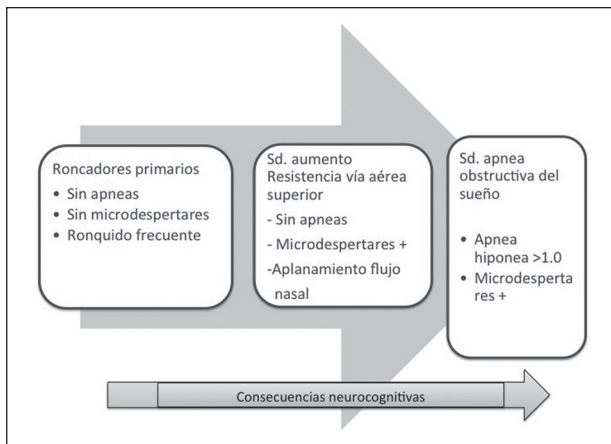 Roncadores primarios
• Sin apneas
• Sin microdespertares
• Ronquido frecuente
Sd. aumento
Resistencia vía aérea
superior
- Sin apneas
- Microdespertares +
-Aplanamiento flujo
nasal
Sd. apnea
obstructiva del
sueño
• Apnea
hiponea >1.0
• Microdesperta
res +
Consecuencias neurocognitivas